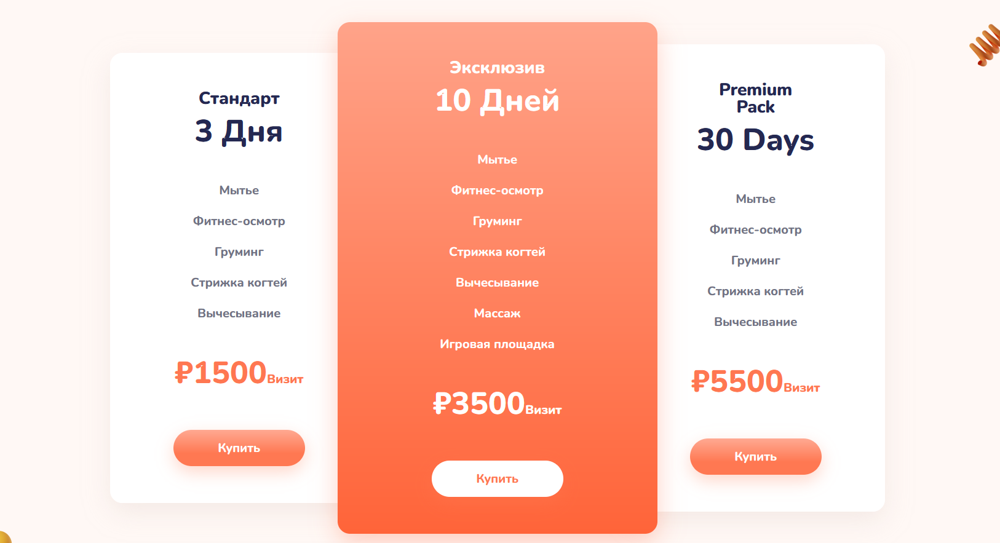 Стандарт
3 Дня
Мытье
Фитнес-осмотр
Груминг
Стрижка когтей
Вычесывание
₽1500Визит
Купить
Эксклюзив
10 Дней
Мытье
Фитнес-осмотр
Груминг
Стрижка когтей
Вычесывание
Массаж
Игровая площадка
₽3500Визит
Купить
Premium
Pack
30 Days
Мытье
Фитнес-осмотр
Груминг
Стрижка когтей
Вычесывание
₽5500Визит
Купить